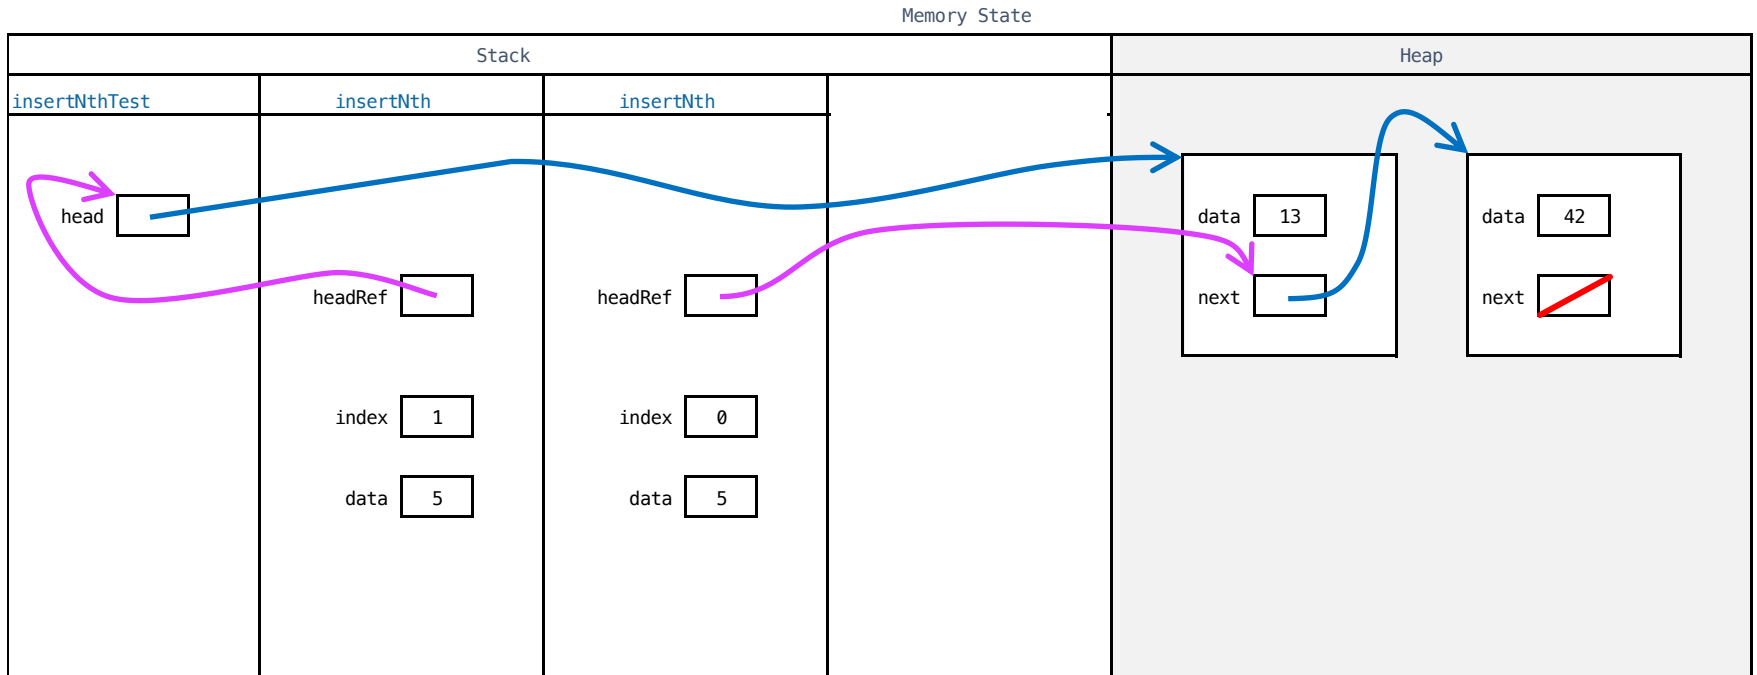 Memory State
Stack Heap
insertNthTest insertNth insertNth
head data 13 data 42
headRef headRef next next
index 1 index 0
data 5 data 5